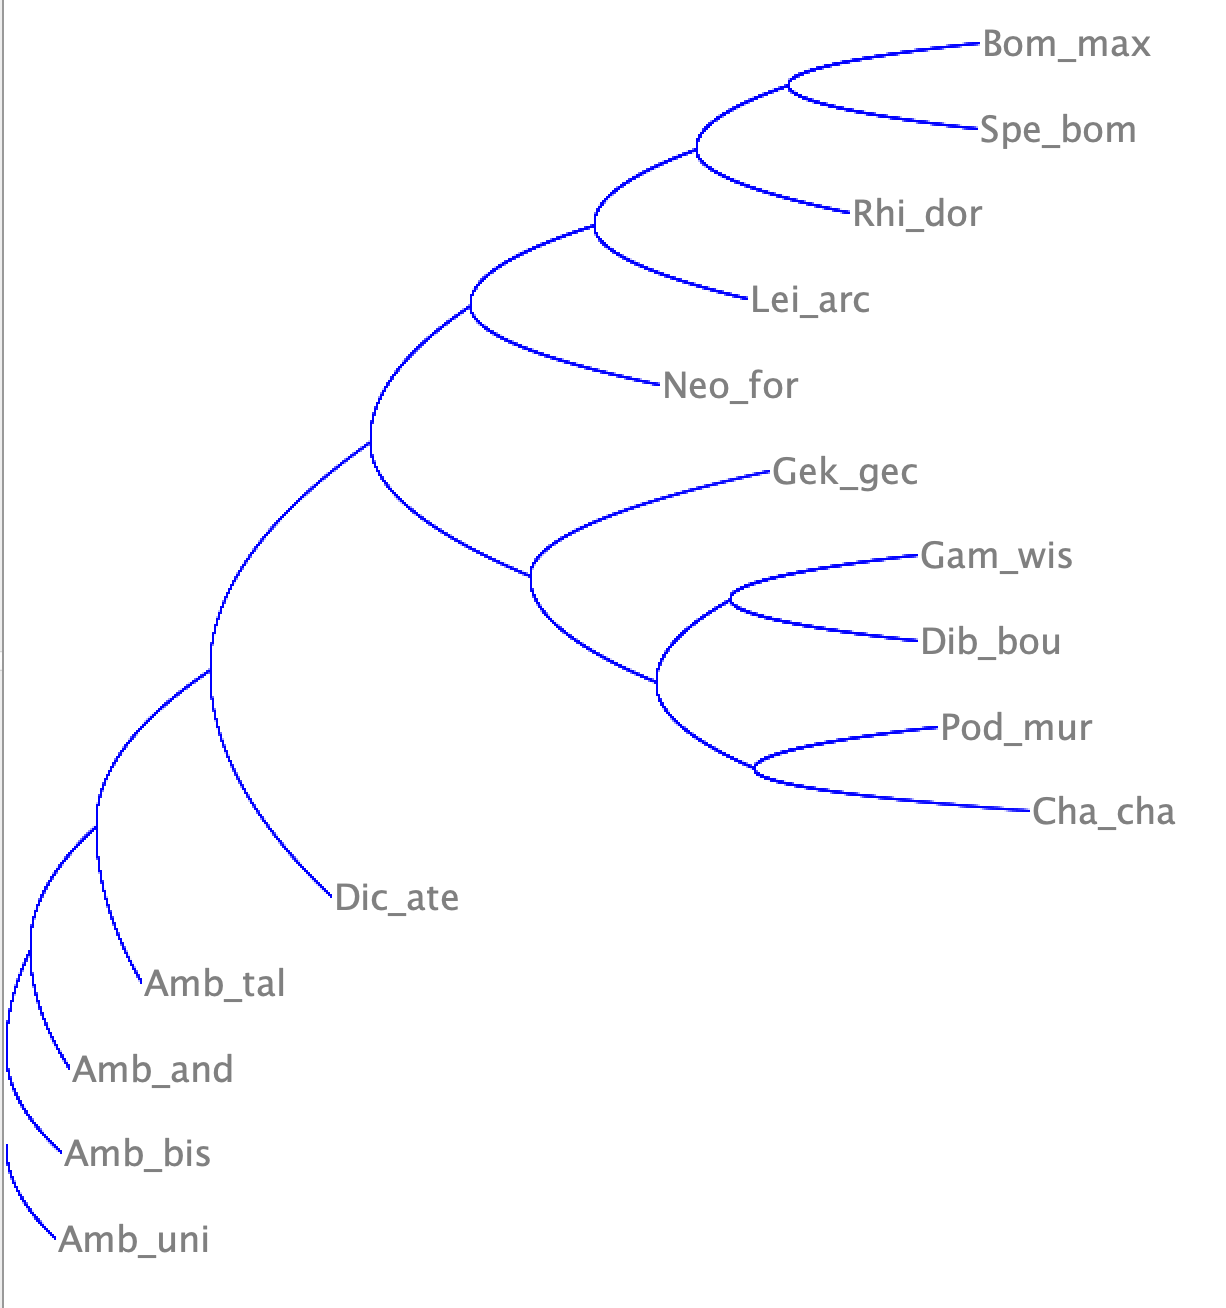 Bom_max
Spe_bom
Rhi_dor
Lei_arc
Neo_for
Gek_gec
Gam_wis
Dib_bou
Pod_mur
Cha_cha
Dic_ate
Amb_tal
Amb_and
Amb_bis
Amb_uni